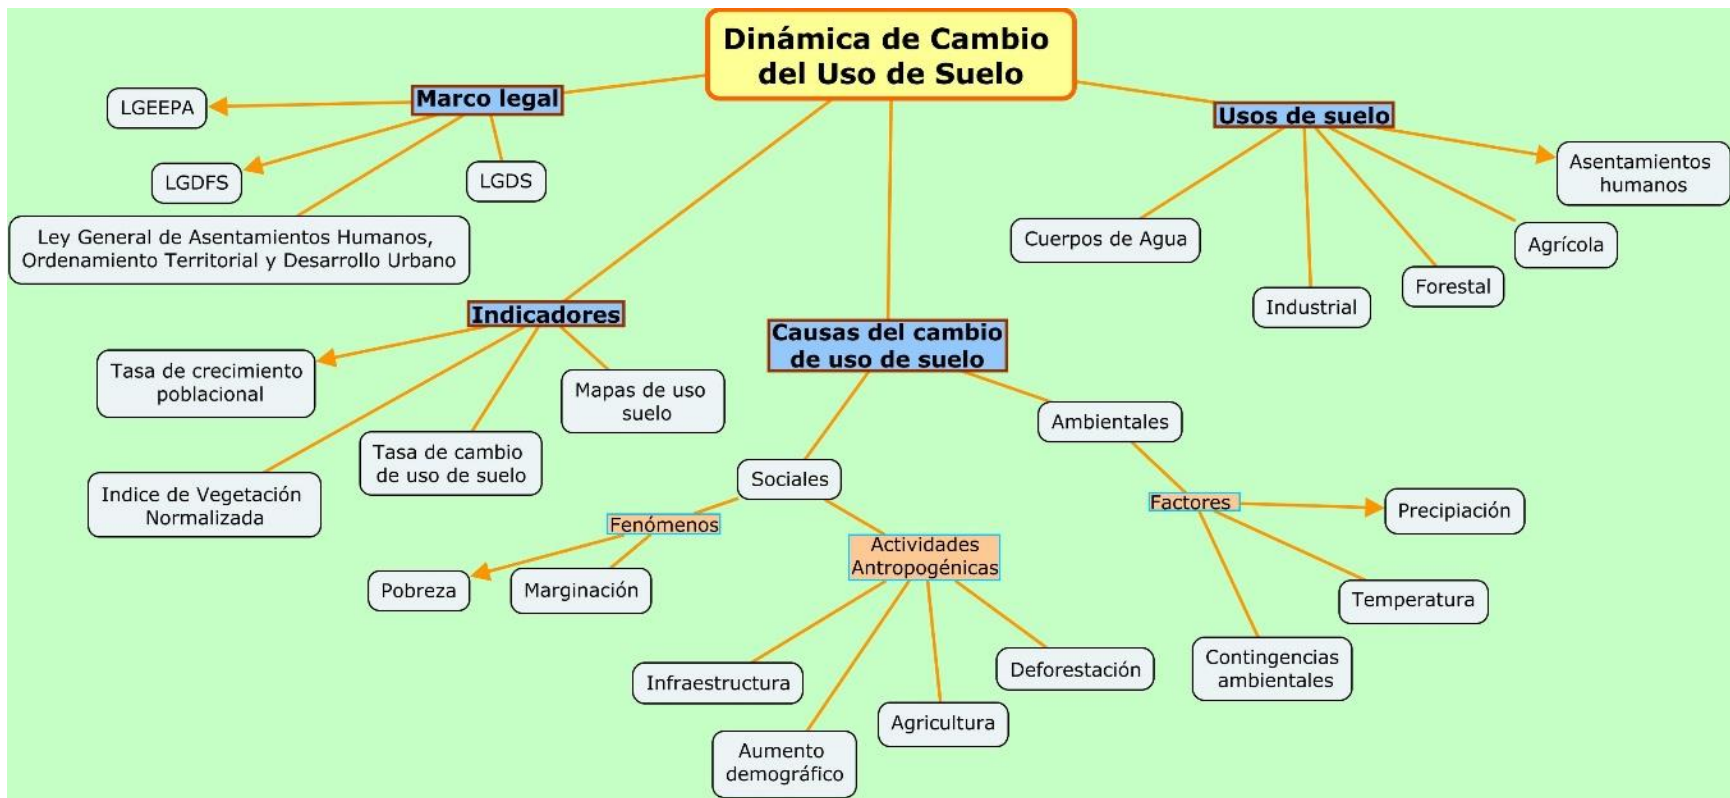 Dinámica de Cambio
del Uso de Suelo
Marco legal
LGEEPA
LGDFS
LGDS
Ley General de Asentamientos Humanos,
Ordenamiento Territorial y Desarrollo Urbano
Usos de suelo
Asentamientos
humanos
Cuerpos de Agua
Agrícola
Forestal
Industrial
Indicadores
Tasa de crecimiento
poblacional
Mapas de uso
suelo
Tasa de cambio
de uso de suelo
Indice de Vegetación
Normalizada
Causas del cambio
de uso de suelo
Ambientales
Sociales
Factores
Precipiación
Temperatura
Contingencias
ambientales
Fenómenos
Pobreza
Marginación
Actividades
Antropogénicas
Infraestructura
Deforestación
Agricultura
Aumento
demográfico